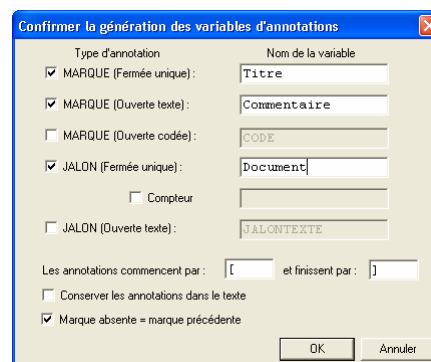 Confirmer la génération des variables d'annotations
Type d'annotation Nom de la variable
MARQUE (Fermée unique) : Titre
MARQUE (Ouverte texte) : Commentaire
MARQUE (Ouverte codée) : CODE
JALON (Fermée unique) : Document
Compteur
JALON (Ouverte texte) : JALONTEXTE
Les annotations commencent par : [ et finissent par : ]
Conserver les annotations dans le texte
Marque absente = marque précédente
OK Annuler